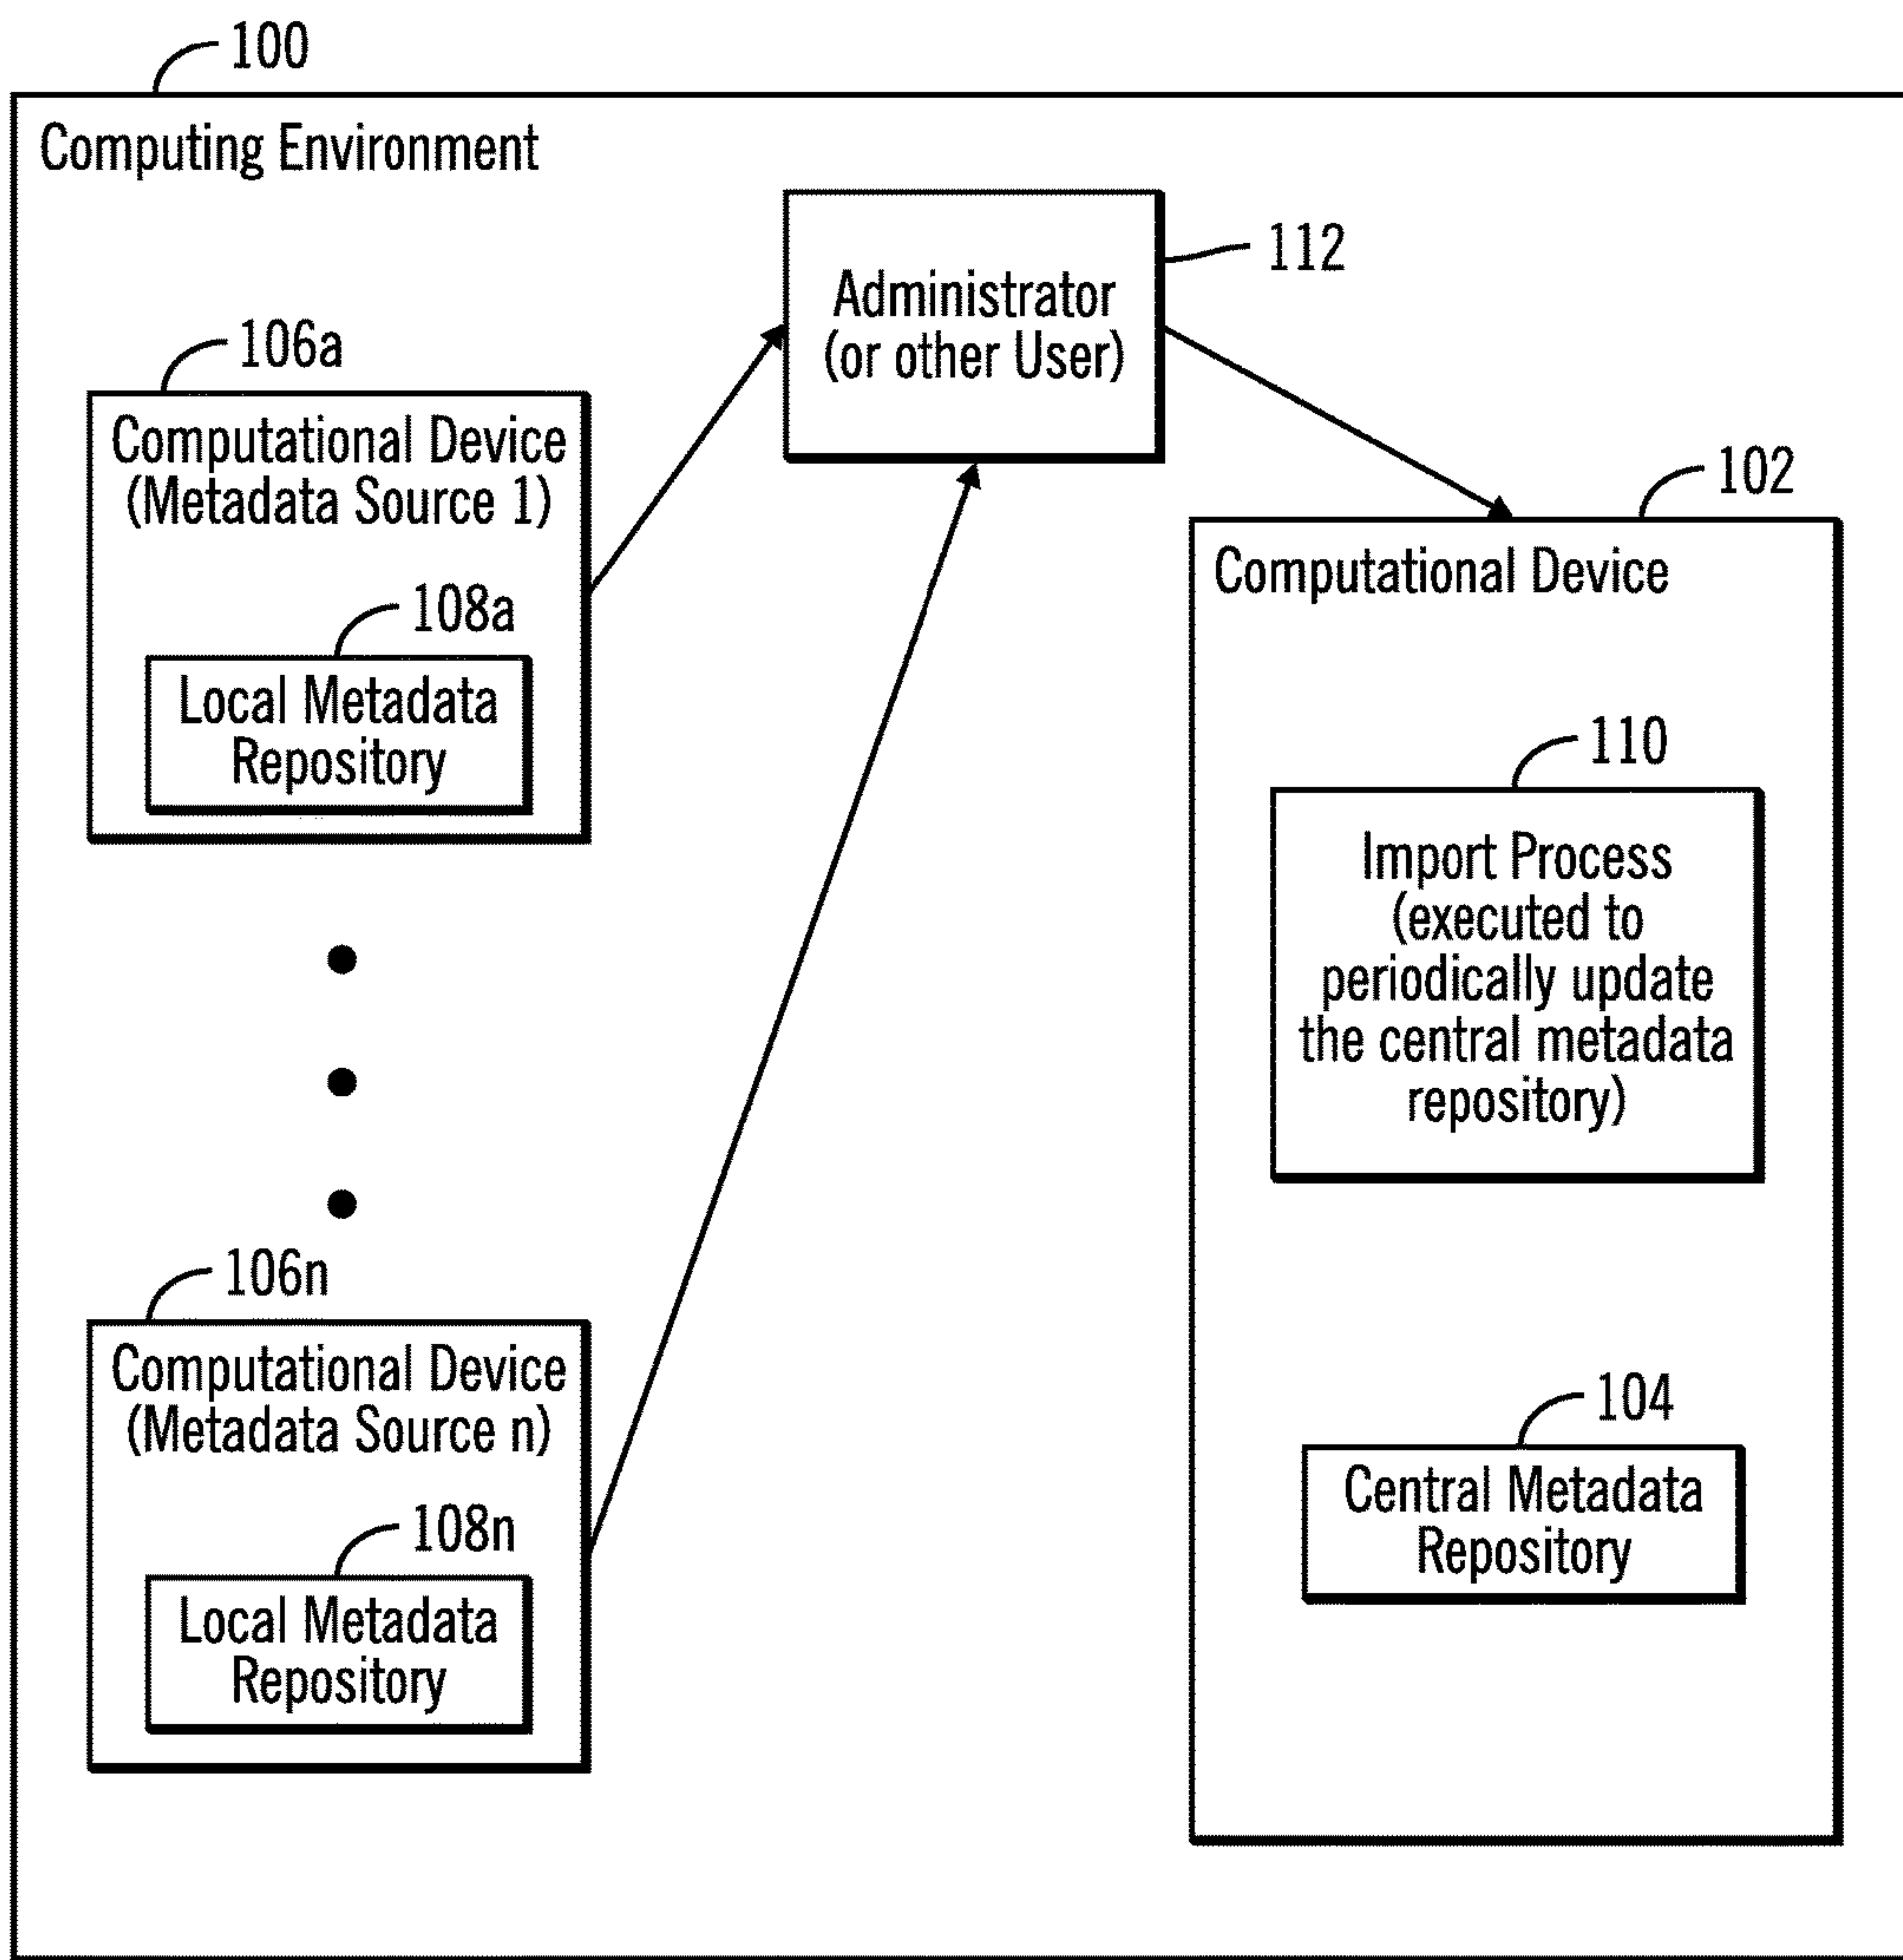 100
Computing Environment
112
Administrator
(or other User)
106a
Computational Device
(Metadata Source 1)
108a
Local Metadata
Repository
102
Computational Device
110
Import Process
(executed to
periodically update
the central metadata
repository)
106n
Computational Device
(Metadata Source n)
108n
Local Metadata
Repository
104
Central Metadata
Repository